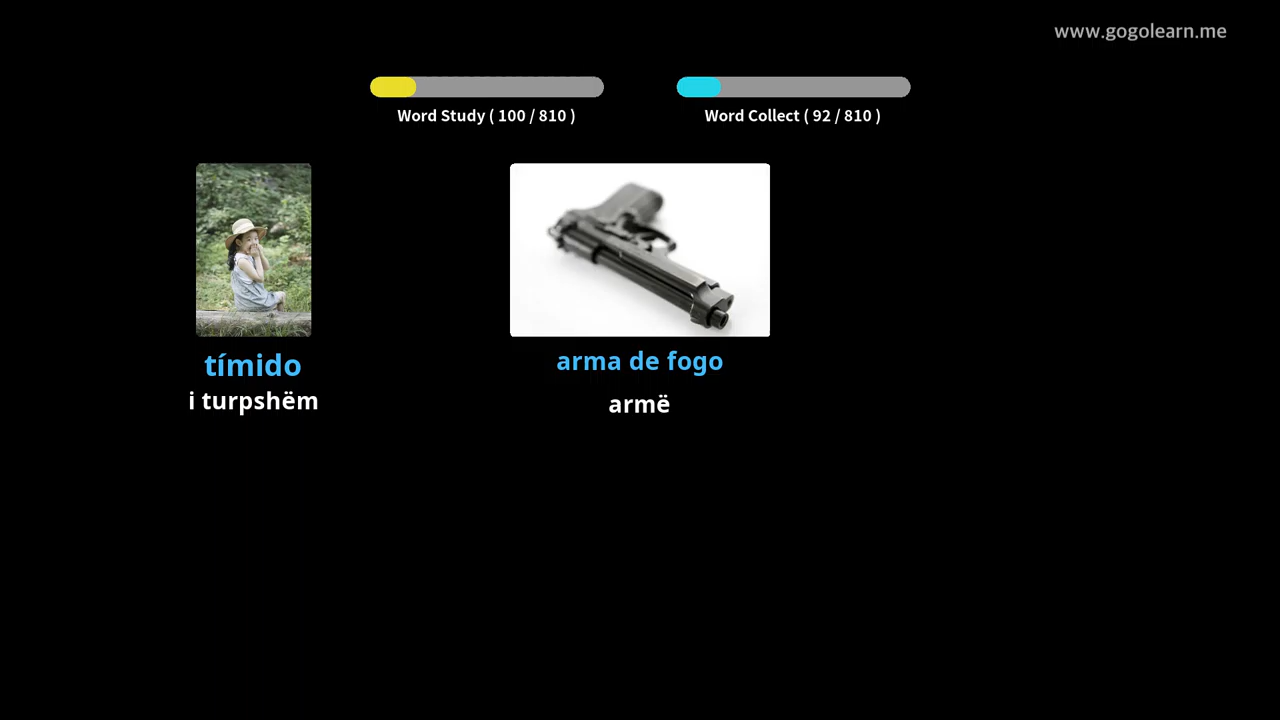 www.gogolearn.me
Word Study ( 100 / 810 )
Word Collect ( 92 / 810 )
tímido
i turpshëm
arma de fogo
armë